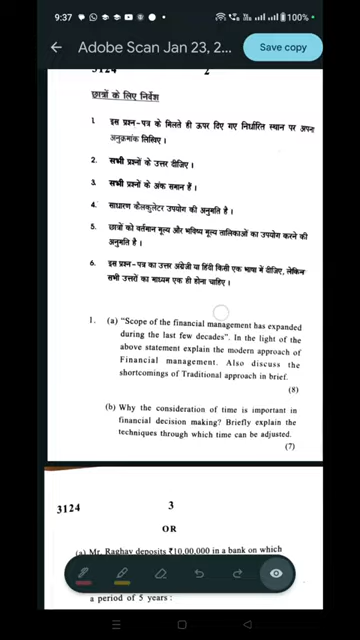 9:37
100%
Adobe Scan Jan 23, 2...
Save copy
3124 2
छात्रों के लिए निर्देश
1. इस प्रश्न-पत्र के मिलते ही ऊपर दिए गए निर्धारित स्थान पर अपना
अनुक्रमांक लिखिए।
2. सभी प्रश्नों के उत्तर दीजिए।
3. सभी प्रश्नों के अंक समान हैं।
4. साधारण कैलकुलेटर उपयोग की अनुमति है।
5. छात्रों को वर्तमान मूल्य और भविष्य मूल्य तालिकाओं का उपयोग करने की
अनुमति है।
6. इस प्रश्न-पत्र का उत्तर अंग्रेजी या हिंदी किसी एक भाषा में दीजिए, लेकिन
सभी उत्तरों का माध्यम एक ही होना चाहिए।
1. (a) "Scope of the financial management has expanded
during the last few decades". In the light of the
above statement explain the modern approach of
Financial management. Also discuss the
shortcomings of Traditional approach in brief.
(8)
(b) Why the consideration of time is important in
financial decision making? Briefly explain the
techniques through which time can be adjusted.
(7)
3124 3
OR
(a) Mr. Raghav deposits ₹10,00,000 in a bank on which
a period of 5 years :